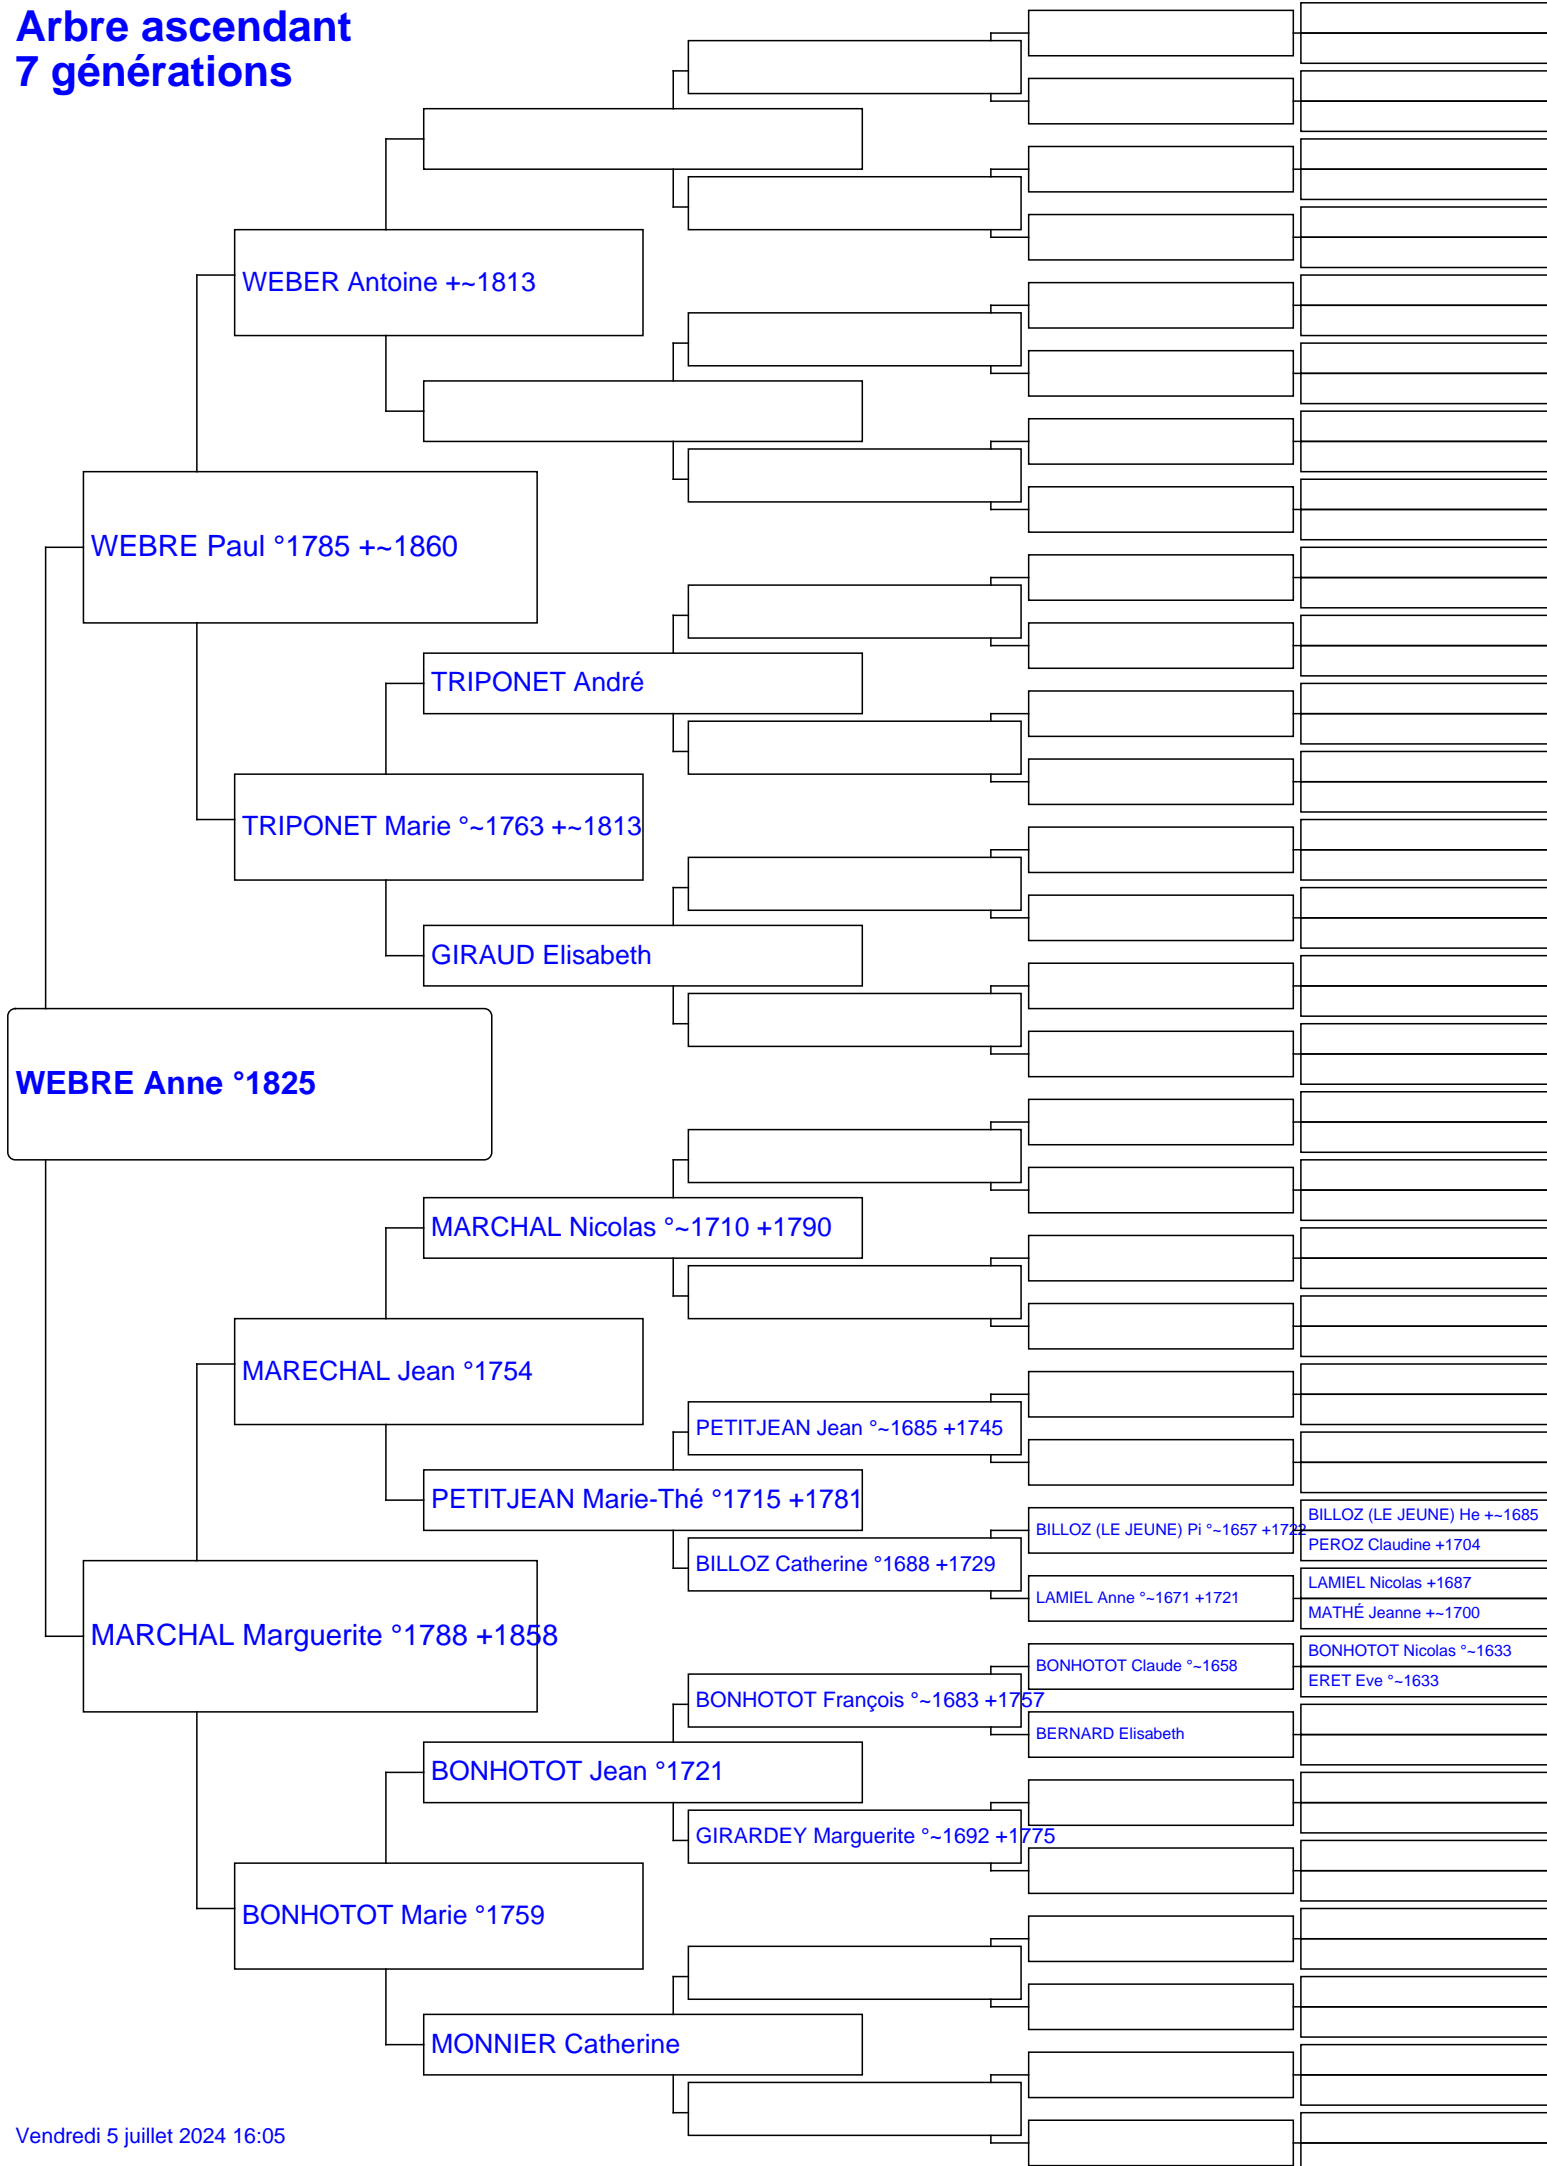 Arbre ascendant
7 générations
WEBER Antoine +~1813
WEBRE Paul °1785 +~1860
TRIPONET André
TRIPONET Marie °~1763 +~1813
GIRAUD Elisabeth
WEBRE Anne °1825
MARCHAL Nicolas °~1710 +1790
MARECHAL Jean °1754
PETITJEAN Jean °~1685 +1745
PETITJEAN Marie-Thé °1715 +1781
BILLOZ (LE JEUNE) Pi °~1657 +1722
BILLOZ (LE JEUNE) He +~1685
PEROZ Claudine +1704
BILLOZ Catherine °1688 +1729
LAMIEL Anne °~1671 +1721
LAMIEL Nicolas +1687
MATHÉ Jeanne +~1700
MARCHAL Marguerite °1788 +1858
BONHOTOT Claude °~1658
BONHOTOT Nicolas °~1633
ERET Eve °~1633
BONHOTOT François °~1683 +1757
BERNARD Elisabeth
BONHOTOT Jean °1721
GIRARDEY Marguerite °~1692 +1775
BONHOTOT Marie °1759
MONNIER Catherine
Vendredi 5 juillet 2024 16:05